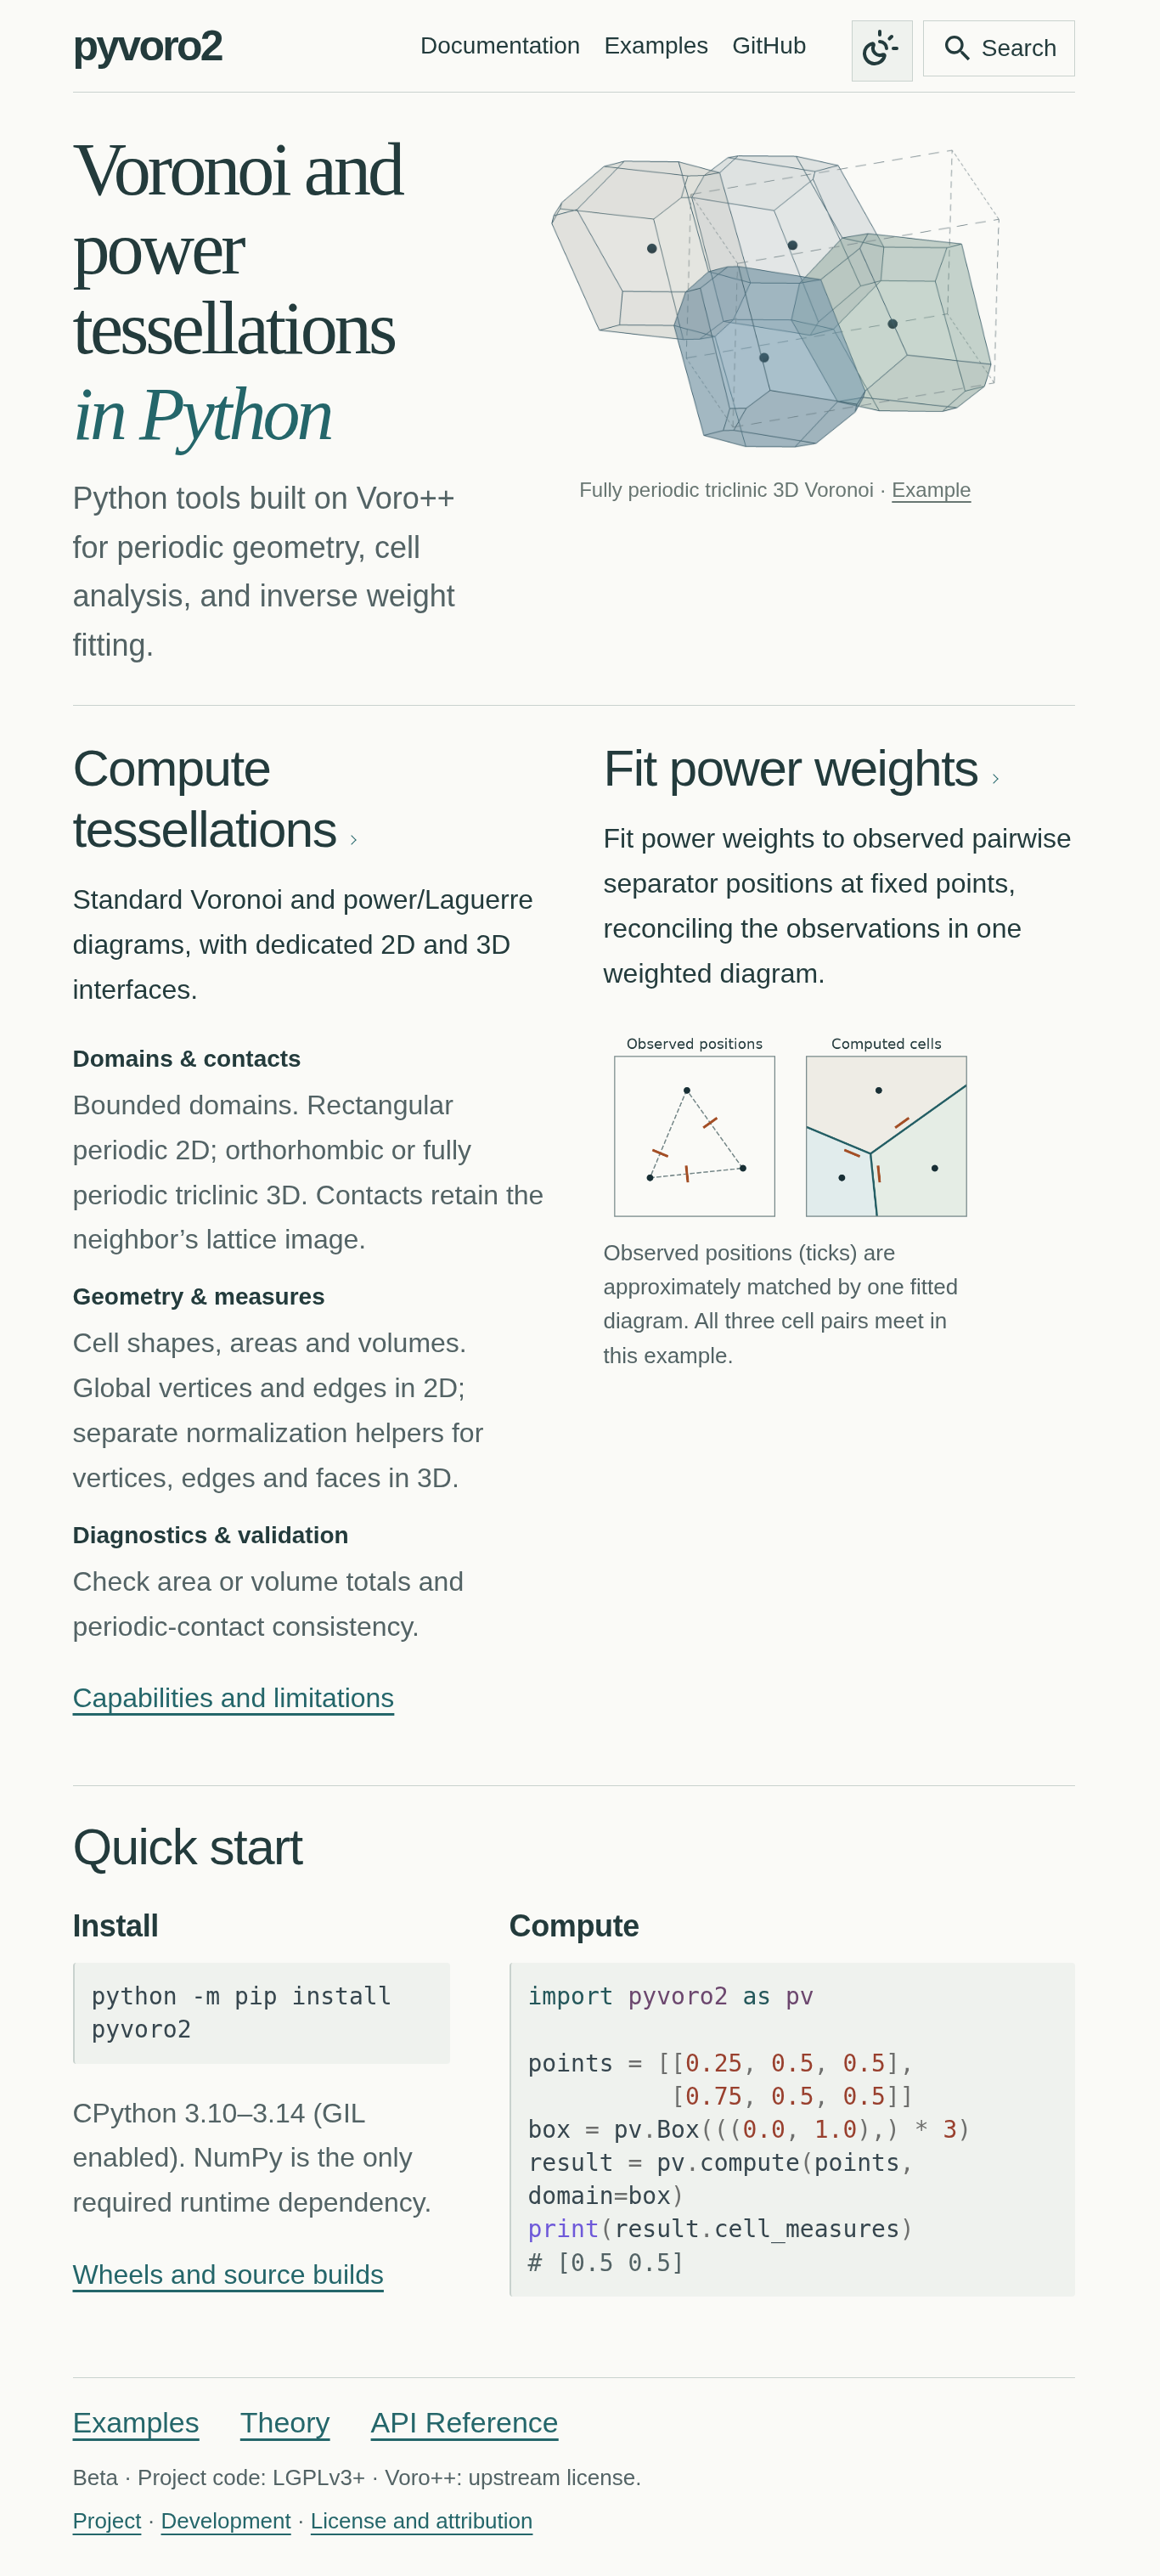 pyvoro2
Documentation Examples GitHub Search
Voronoi and
power
tessellations
in Python
Python tools built on Voro++
for periodic geometry, cell
analysis, and inverse weight
fitting.
Fully periodic triclinic 3D Voronoi · Example
Compute
tessellations ›
Standard Voronoi and power/Laguerre
diagrams, with dedicated 2D and 3D
interfaces.
Domains & contacts
Bounded domains. Rectangular
periodic 2D; orthorhombic or fully
periodic triclinic 3D. Contacts retain the
neighbor’s lattice image.
Geometry & measures
Cell shapes, areas and volumes.
Global vertices and edges in 2D;
separate normalization helpers for
vertices, edges and faces in 3D.
Diagnostics & validation
Check area or volume totals and
periodic-contact consistency.
Capabilities and limitations
Fit power weights ›
Fit power weights to observed pairwise
separator positions at fixed points,
reconciling the observations in one
weighted diagram.
Observed positions
Computed cells
Observed positions (ticks) are
approximately matched by one fitted
diagram. All three cell pairs meet in
this example.
Quick start
Install
python -m pip install
pyvoro2
CPython 3.10–3.14 (GIL
enabled). NumPy is the only
required runtime dependency.
Wheels and source builds
Compute
import pyvoro2 as pv
points = [[0.25, 0.5, 0.5],
          [0.75, 0.5, 0.5]]
box = pv.Box(((0.0, 1.0),) * 3)
result = pv.compute(points,
domain=box)
print(result.cell_measures)
# [0.5 0.5]
Examples Theory API Reference
Beta · Project code: LGPLv3+ · Voro++: upstream license.
Project · Development · License and attribution